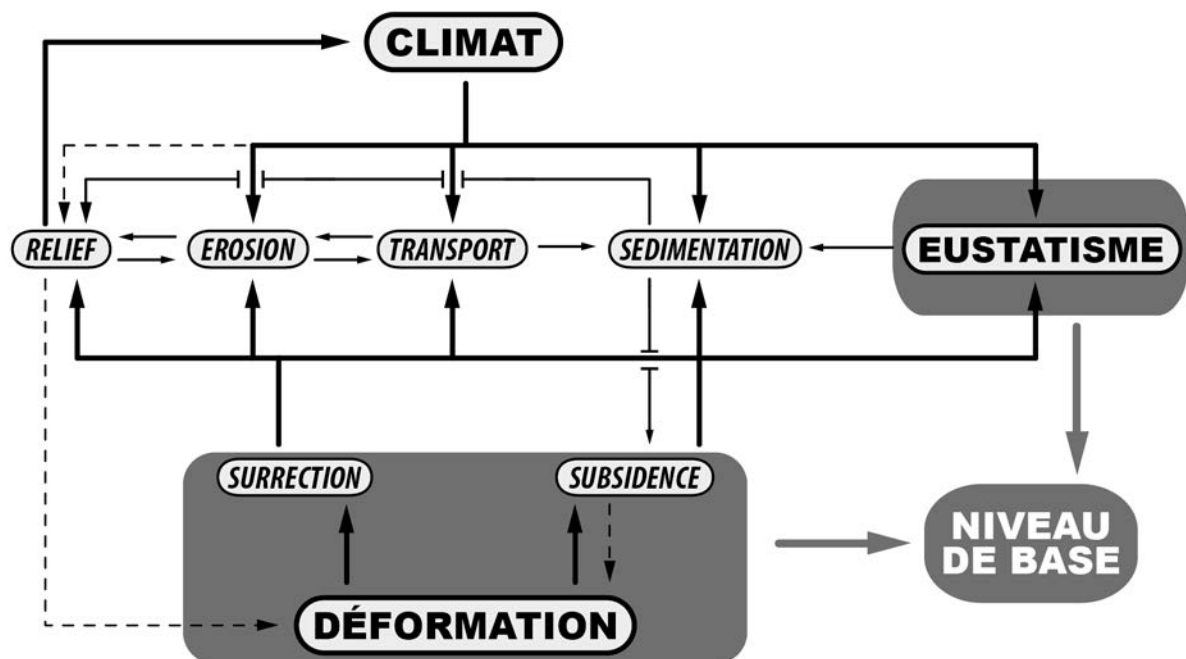 CLIMAT
RELIEF
EROSION
TRANSPORT
SEDIMENTATION
EUSTATISME
SURRECTION
SUBSIDENCE
NIVEAU
DE BASE
DÉFORMATION